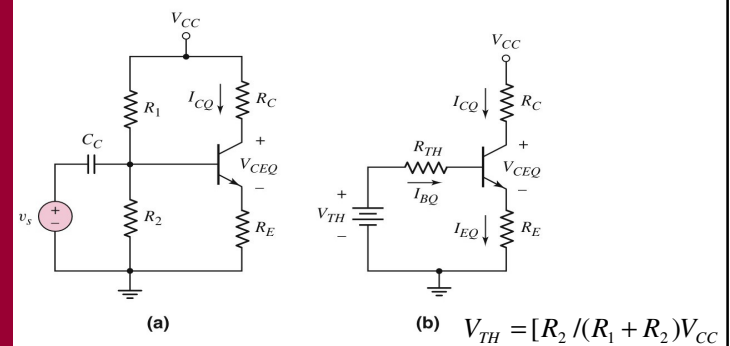 V_CC
I_CQ
R_C
R_1
C_C
+
V_CEQ
–
v_s
+
–
R_2
R_E
(a)
V_CC
I_CQ
R_C
R_TH
+
V_CEQ
–
I_BQ
+
V_TH
–
I_EQ
R_E
(b)
V_TH = [R_2 /(R_1 + R_2)V_CC